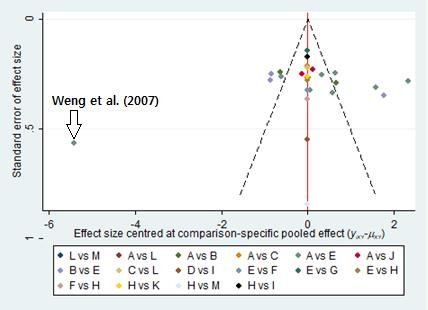 0
Weng et al. (2007)
.5
1
Standard error of effect size
-6
-4
-2
0
2
Effect size centred at comparison-specific pooled effect (yᵢₓᵧ-μₓᵧ)
L vs M
A vs L
A vs B
A vs C
A vs E
A vs J
B vs E
C vs L
D vs I
E vs F
E vs G
E vs H
F vs H
H vs K
H vs M
H vs I